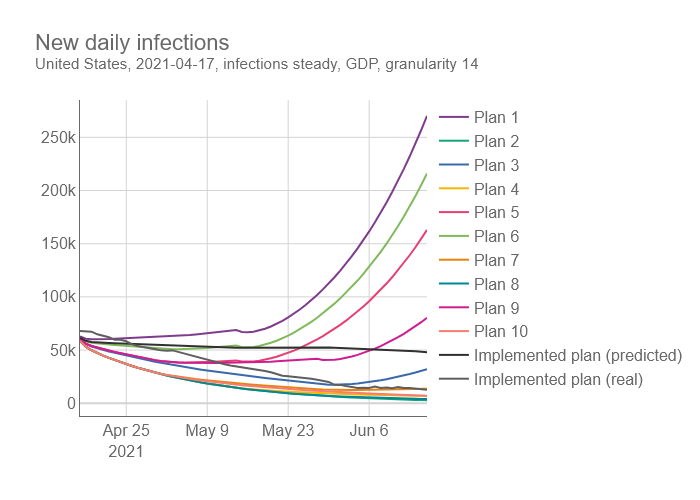 New daily infections
United States, 2021-04-17, infections steady, GDP, granularity 14
250k
200k
150k
100k
50k
0
Apr 25
2021
May 9
May 23
Jun 6
Plan 1
Plan 2
Plan 3
Plan 4
Plan 5
Plan 6
Plan 7
Plan 8
Plan 9
Plan 10
Implemented plan (predicted)
Implemented plan (real)